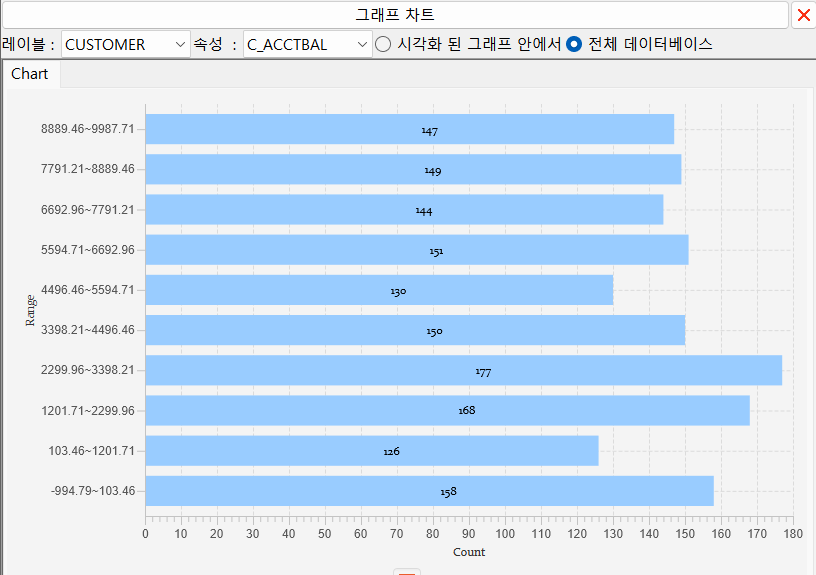 그래프 차트
레이블 : CUSTOMER 속성 : C_ACCTBAL 시각화 된 그래프 안에서 전체 데이터베이스
Chart
Range
8889.46~9987.71 147
7791.21~8889.46 149
6692.96~7791.21 144
5594.71~6692.96 151
4496.46~5594.71 130
3398.21~4496.46 150
2299.96~3398.21 177
1201.71~2299.96 168
103.46~1201.71 126
-994.79~103.46 158
0 10 20 30 40 50 60 70 80 90 100 110 120 130 140 150 160 170 180
Count